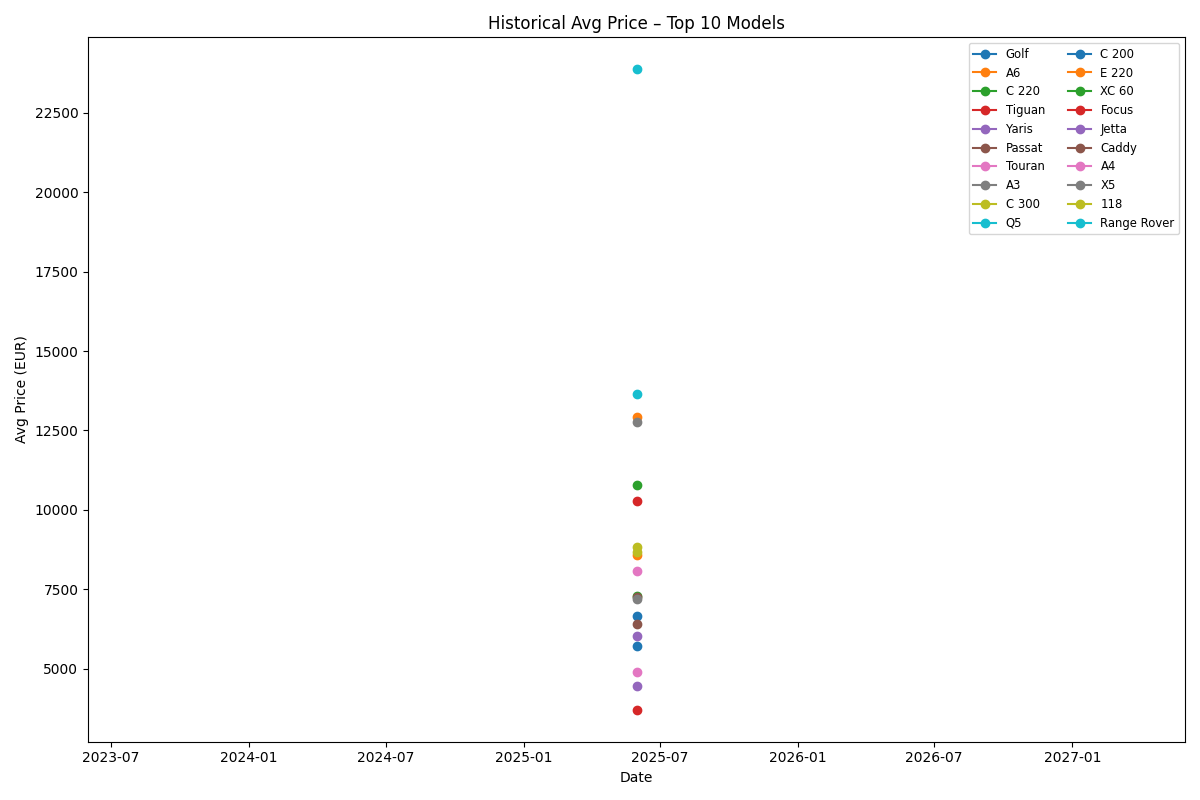 Historical Avg Price – Top 10 Models
Avg Price (EUR)
22500
20000
17500
15000
12500
10000
7500
5000
Golf
A6
C 220
Tiguan
Yaris
Passat
Touran
A3
C 300
Q5
C 200
E 220
XC 60
Focus
Jetta
Caddy
A4
X5
118
Range Rover
2023-07 2024-01 2024-07 2025-01 2025-07 2026-01 2026-07 2027-01
Date